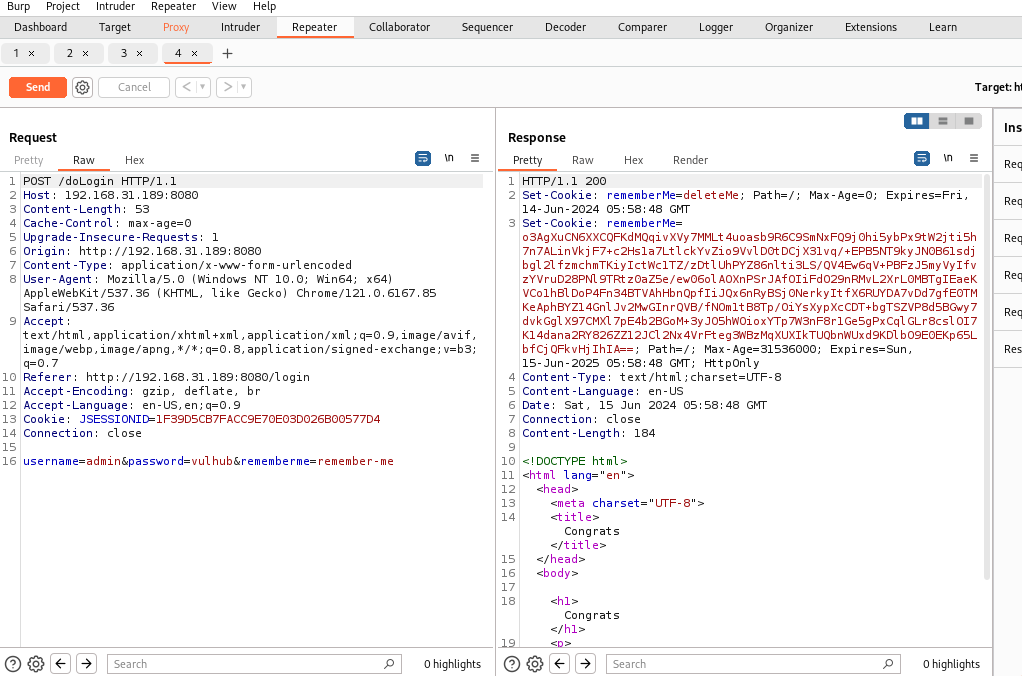 Burp Project Intruder Repeater View Help
Dashboard Target Proxy Intruder Repeater Collaborator Sequencer Decoder Comparer Logger Organizer Extensions Learn
1 × 2 × 3 × 4 × +
Send Cancel < >
Target: ht
Request
Pretty Raw Hex \n
1 POST /doLogin HTTP/1.1
2 Host: 192.168.31.189:8080
3 Content-Length: 53
4 Cache-Control: max-age=0
5 Upgrade-Insecure-Requests: 1
6 Origin: http://192.168.31.189:8080
7 Content-Type: application/x-www-form-urlencoded
8 User-Agent: Mozilla/5.0 (Windows NT 10.0; Win64; x64)
AppleWebKit/537.36 (KHTML, like Gecko) Chrome/121.0.6167.85
Safari/537.36
9 Accept:
text/html,application/xhtml+xml,application/xml;q=0.9,image/avif,
image/webp,image/apng,*/*;q=0.8,application/signed-exchange;v=b3;
q=0.7
10 Referer: http://192.168.31.189:8080/login
11 Accept-Encoding: gzip, deflate, br
12 Accept-Language: en-US,en;q=0.9
13 Cookie: JSESSIONID=1F39D5CB7FACC9E70E03D026B00577D4
14 Connection: close
15
16 username=admin&password=vulhub&rememberme=remember-me
Search 0 highlights
Response
Pretty Raw Hex Render \n
1 HTTP/1.1 200
2 Set-Cookie: rememberMe=deleteMe; Path=/; Max-Age=0; Expires=Fri,
14-Jun-2024 05:58:48 GMT
3 Set-Cookie: rememberMe=
o3AgXuCN6XXCQFKdMQqivXVy7MMLt4uoasb9R6C9SmNxFQ9j0hi5ybPx9tW2jti5h
7n7ALinVkjF7+c2Hs1a7LtlckYvZio9VvlD0tDCjX31vq/+EPB5NT9kyJN0B61sdj
bgl2lfzmchmTKiyIctWc1TZ/zDtlUhPYZ86nlti3LS/QV4Ew6qV+PBFzJ5myVyIfv
zYVruD28PNl9TRtz0aZ5e/ew06olAOXnPSrJAfOIiFdO29nRMvL2XrL0MBTgIEaeK
VCo1hBlDoP4Fn34BTVAhHbnQpfIiJQx6nRyBSj0NerkyItfX6RUYDA7vDd7gfE0TM
KeAphBYZ14GnlJv2MwGInrQVB/fNOm1tB8Tp/OiYsXypXcCDT+bgTSZVP8d5BGwy7
dvkGglX97CMXl7pE4b2BGoM+3yJO5hWOioxYTp7W3nF8r1Ge5gPxCqlGLr8cslOI7
K14dana2RY826ZZ12JCl2Nx4VrFteg3WBzMqXUXIkTUQbnWUxd9KDlb09E0EKp65L
bfCjQFkvHjIhIA==; Path=/; Max-Age=31536000; Expires=Sun,
15-Jun-2025 05:58:48 GMT; HttpOnly
4 Content-Type: text/html;charset=UTF-8
5 Content-Language: en-US
6 Date: Sat, 15 Jun 2024 05:58:48 GMT
7 Connection: close
8 Content-Length: 184
9
10 <!DOCTYPE html>
11 <html lang="en">
12 <head>
13 <meta charset="UTF-8">
14 <title>
Congrats
</title>
15 </head>
16 <body>
17
18 <h1>
Congrats
</h1>
19 <p>
Search 0 highlights
Ins
Req
Req
Req
Req
Req
Res